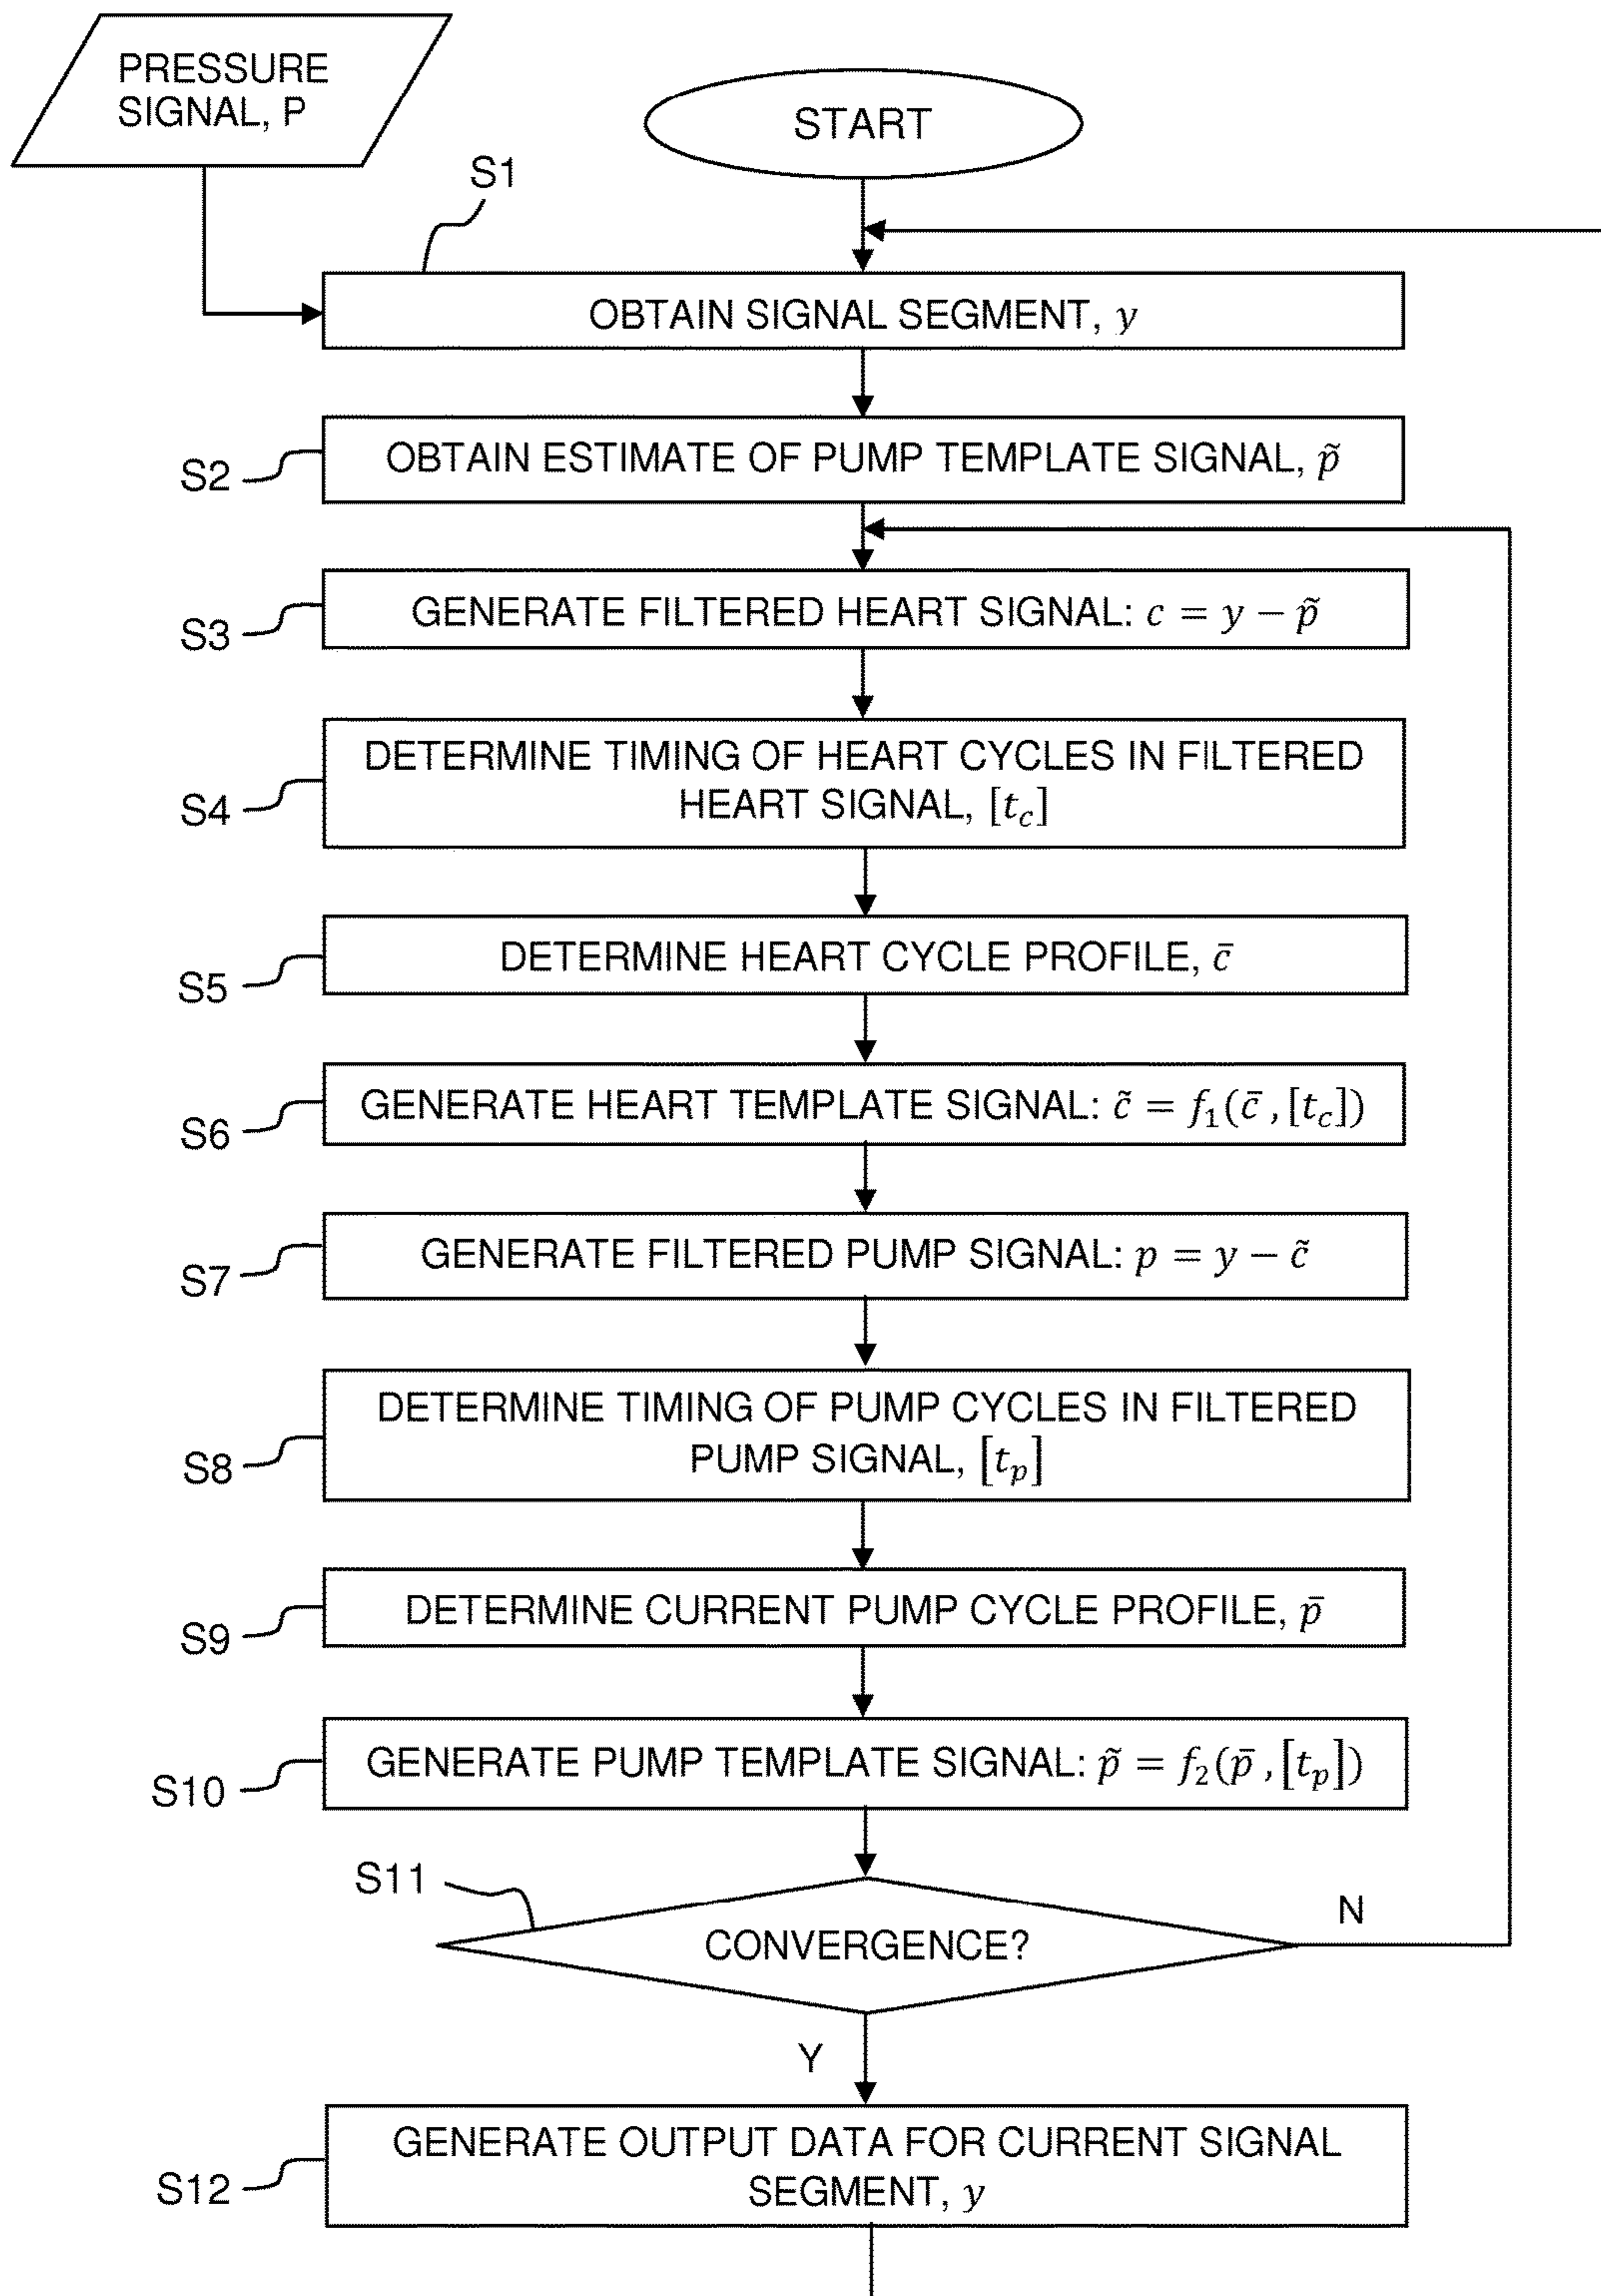 PRESSURE
SIGNAL, P
START
S1
OBTAIN SIGNAL SEGMENT, y
S2
OBTAIN ESTIMATE OF PUMP TEMPLATE SIGNAL, p̃
S3
GENERATE FILTERED HEART SIGNAL: c = y − p̃
S4
DETERMINE TIMING OF HEART CYCLES IN FILTERED
HEART SIGNAL, [t_c]
S5
DETERMINE HEART CYCLE PROFILE, c̄
S6
GENERATE HEART TEMPLATE SIGNAL: c̃ = f₁(c̄ , [t_c])
S7
GENERATE FILTERED PUMP SIGNAL: p = y − c̃
S8
DETERMINE TIMING OF PUMP CYCLES IN FILTERED
PUMP SIGNAL, [t_p]
S9
DETERMINE CURRENT PUMP CYCLE PROFILE, p̄
S10
GENERATE PUMP TEMPLATE SIGNAL: p̃ = f₂(p̄ , [t_p])
S11
CONVERGENCE?
N
Y
S12
GENERATE OUTPUT DATA FOR CURRENT SIGNAL
SEGMENT, y